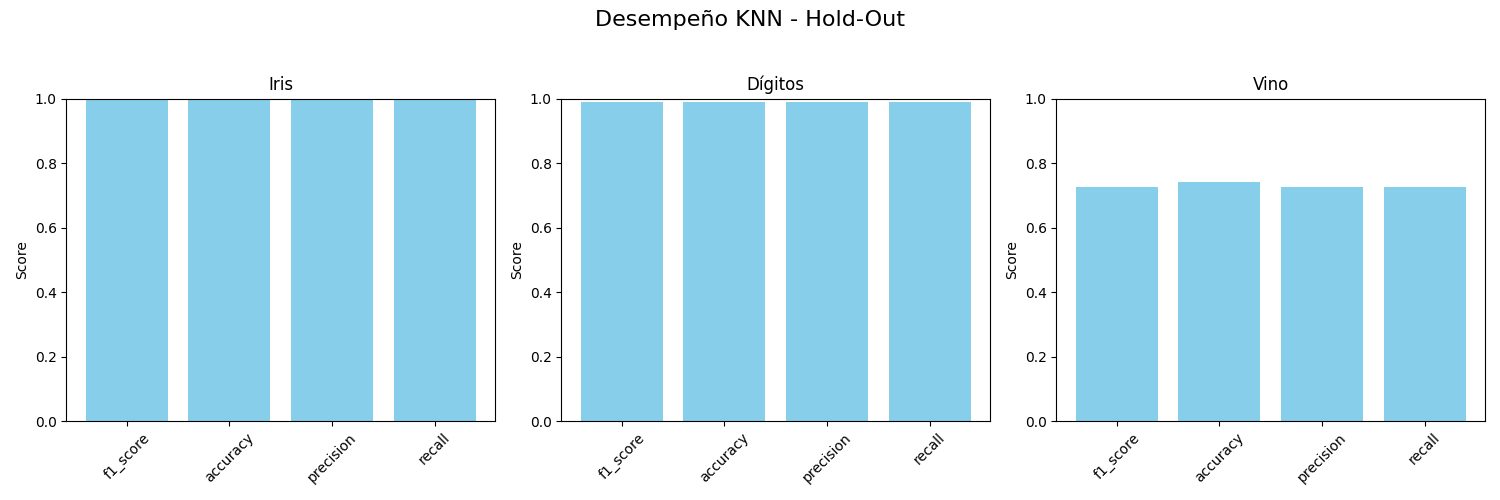 Desempeño KNN - Hold-Out
Iris
1.0
0.8
0.6
0.4
0.2
0.0
Score
f1_score
accuracy
precision
recall
Dígitos
1.0
0.8
0.6
0.4
0.2
0.0
Score
f1_score
accuracy
precision
recall
Vino
1.0
0.8
0.6
0.4
0.2
0.0
Score
f1_score
accuracy
precision
recall